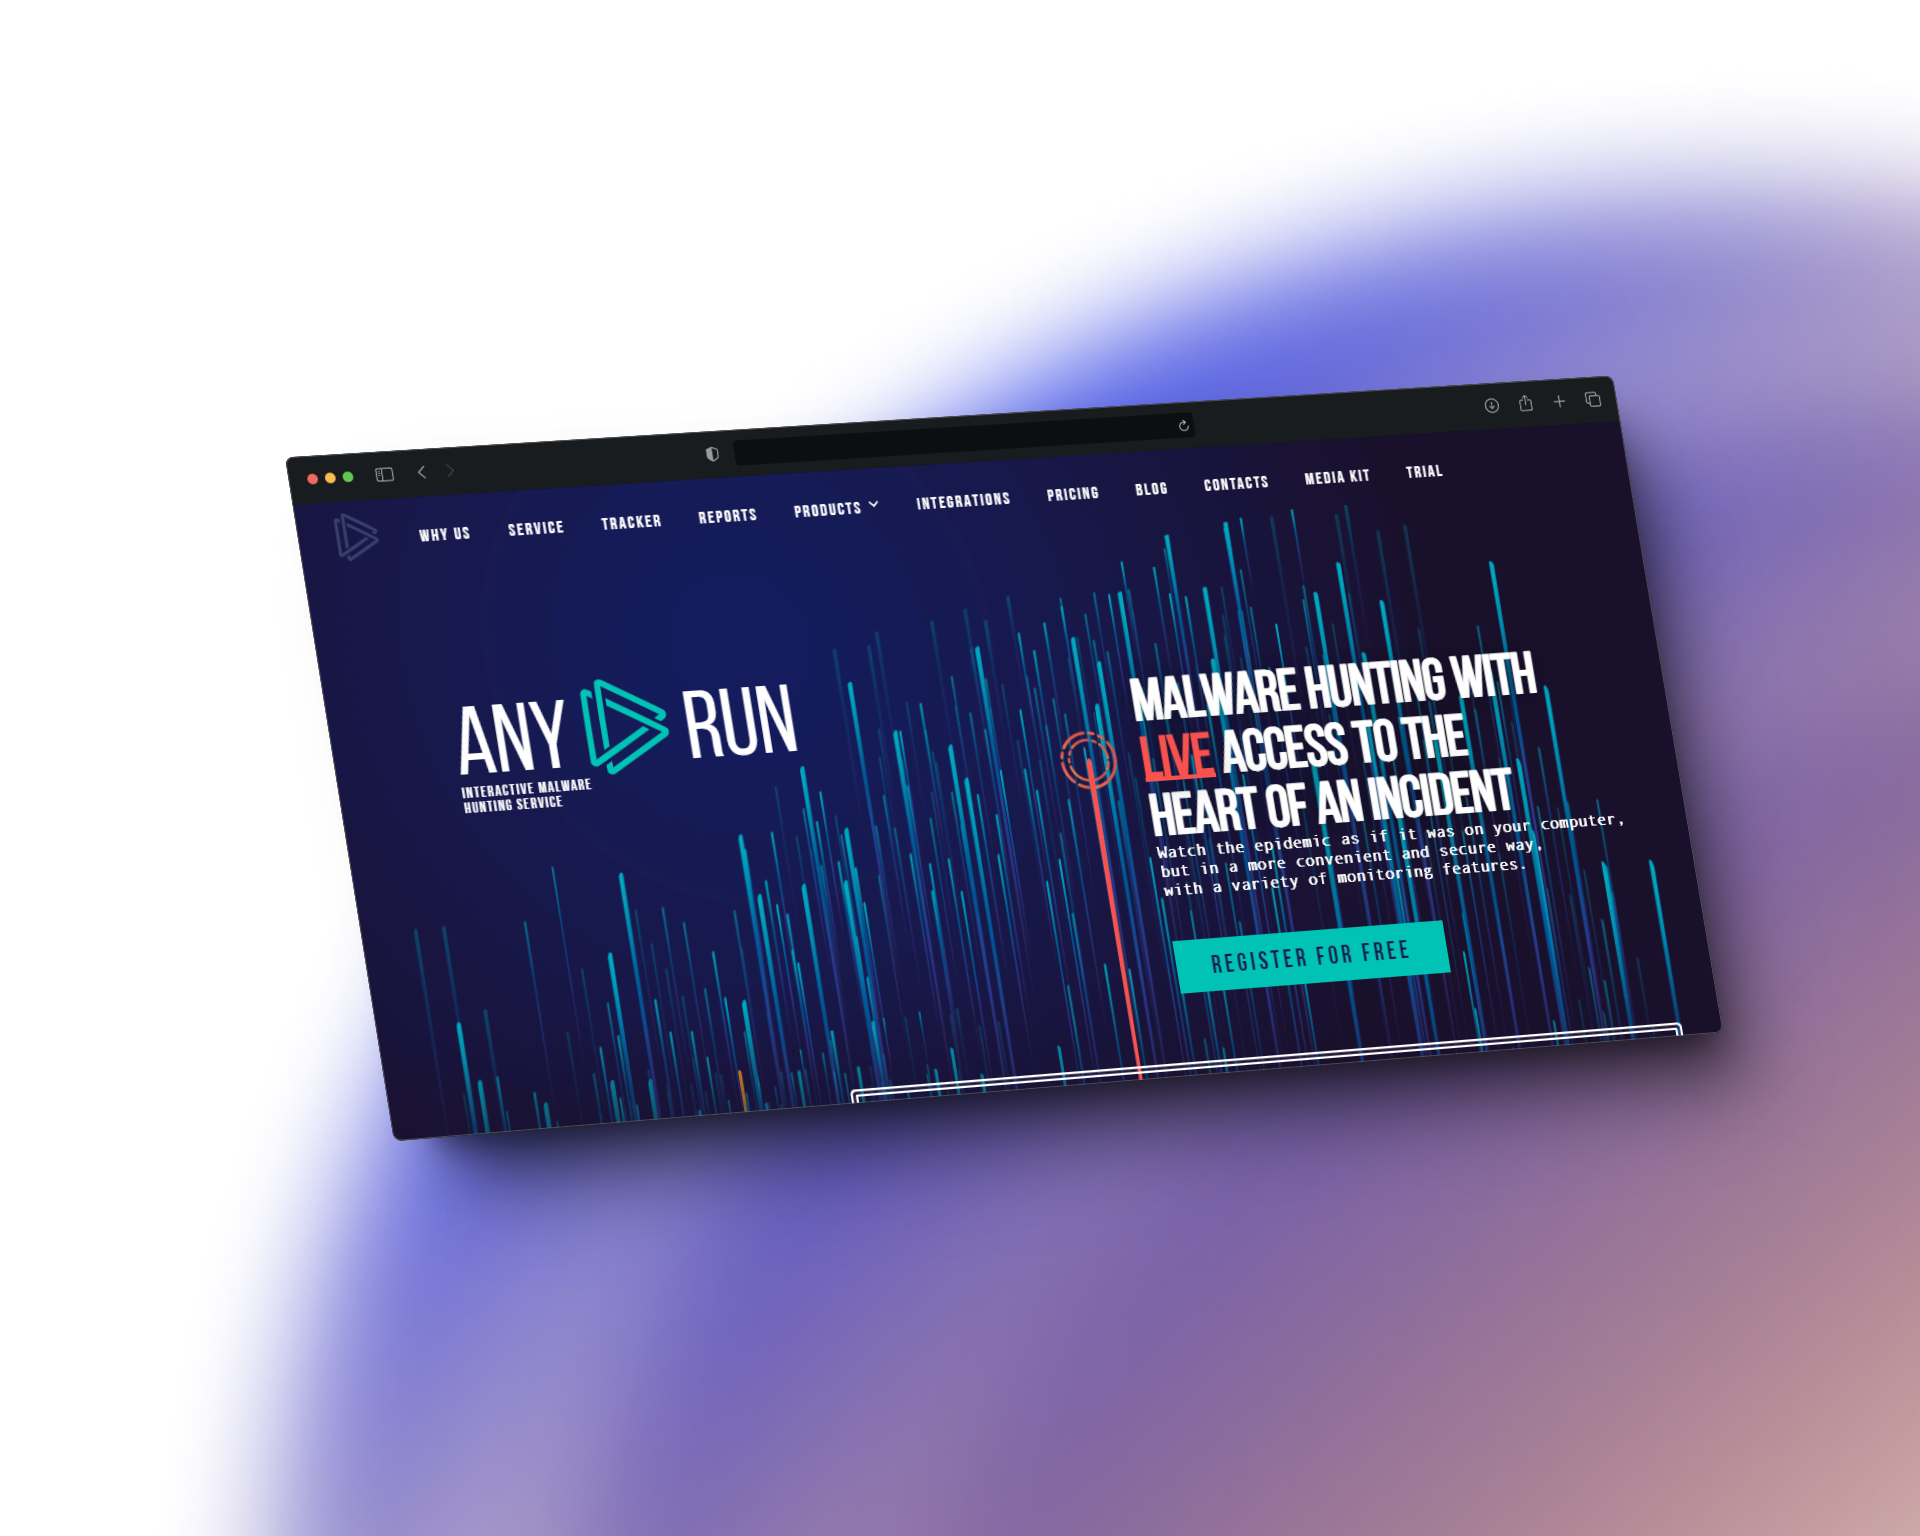 WHY US
SERVICE
TRACKER
REPORTS
PRODUCTS
INTEGRATIONS
PRICING
BLOG
CONTACTS
MEDIA KIT
TRIAL
ANY RUN
INTERACTIVE MALWARE
HUNTING SERVICE
MALWARE HUNTING WITH
LIVE ACCESS TO THE
HEART OF AN INCIDENT
Watch the epidemic as if it was on your computer,
but in a more convenient and secure way,
with a variety of monitoring features.
REGISTER FOR FREE